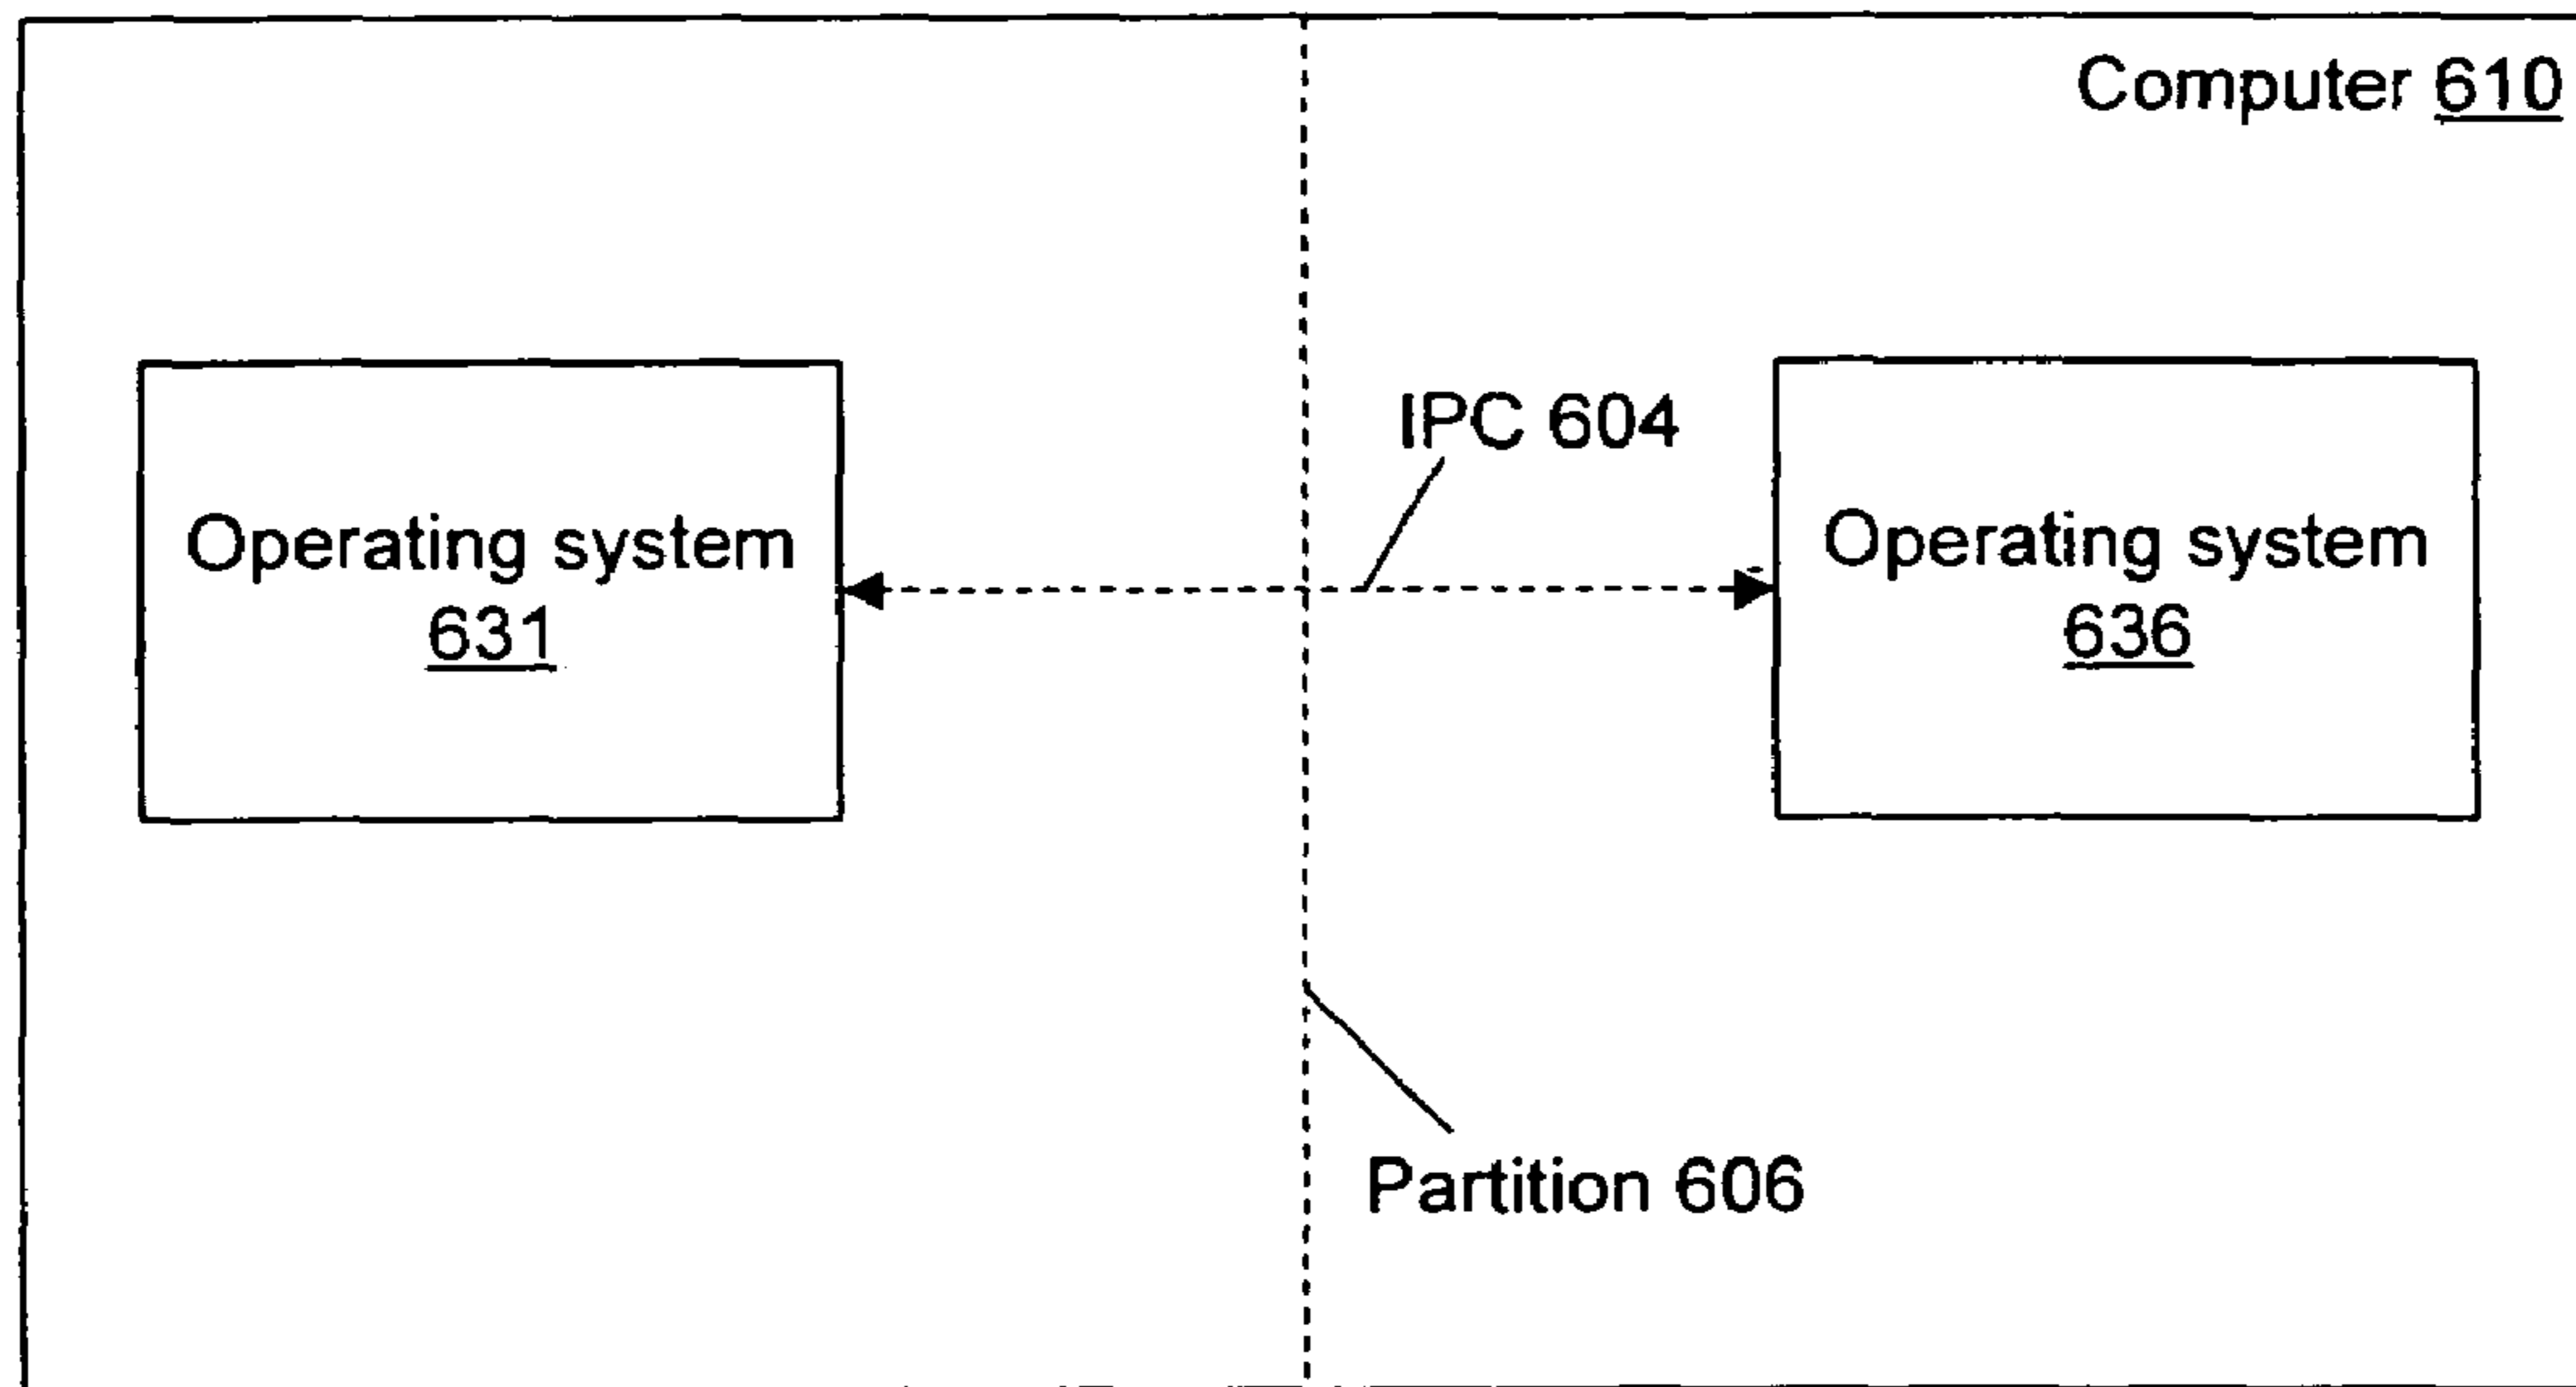 Computer 610
IPC 604
Operating system
631
Operating system
636
Partition 606